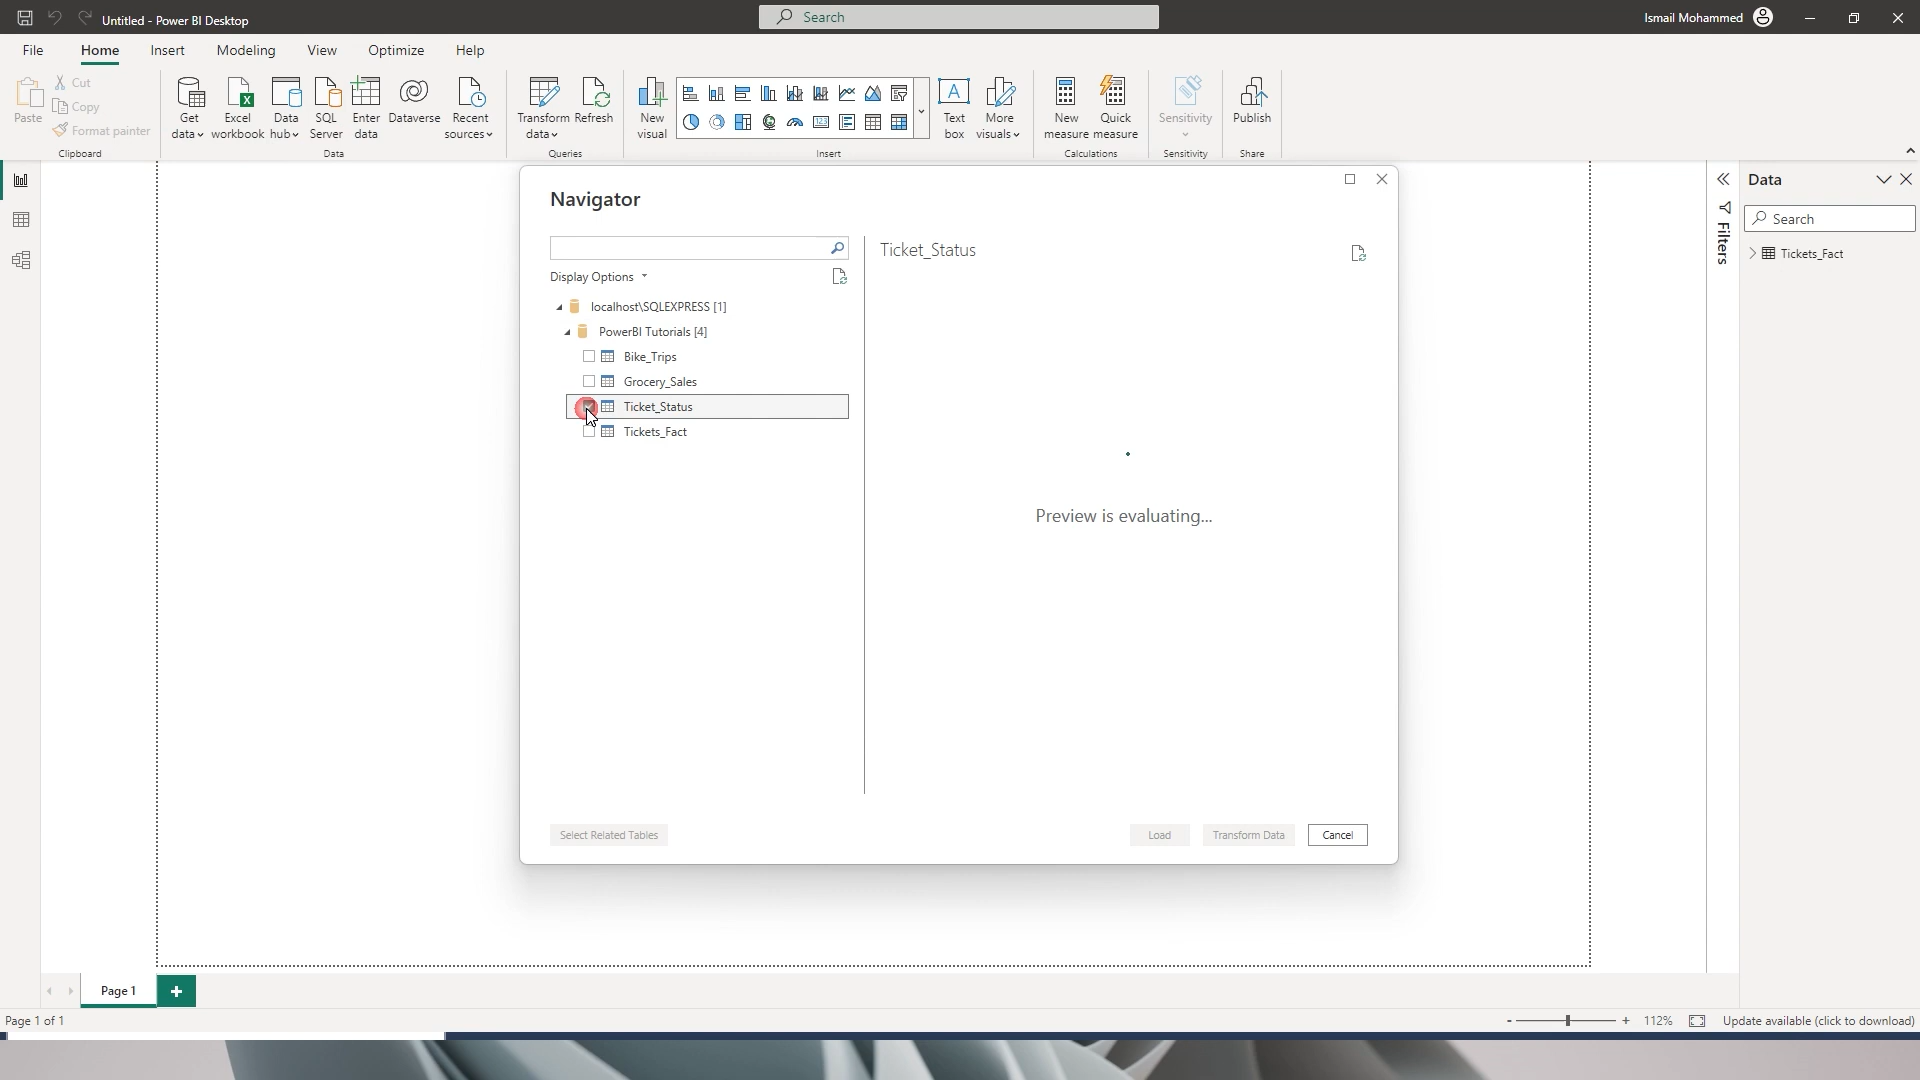 Untitled - Power BI Desktop
Search
Ismail Mohammed
File Home Insert Modeling View Optimize Help
Paste
Cut
Copy
Format painter
Clipboard
Get data
Excel workbook
Data hub
SQL Server
Enter data
Dataverse
Recent sources
Data
Transform data
Refresh
Queries
New visual
Text box
More visuals
Insert
New measure
Quick measure
Calculations
Sensitivity
Sensitivity
Publish
Share
Navigator
Display Options
localhost\SQLEXPRESS [1]
PowerBI Tutorials [4]
Bike_Trips
Grocery_Sales
Ticket_Status
Tickets_Fact
Ticket_Status
Preview is evaluating...
Select Related Tables
Load
Transform Data
Cancel
Filters
Data
Search
Tickets_Fact
Page 1
Page 1 of 1
112%
Update available (click to download)